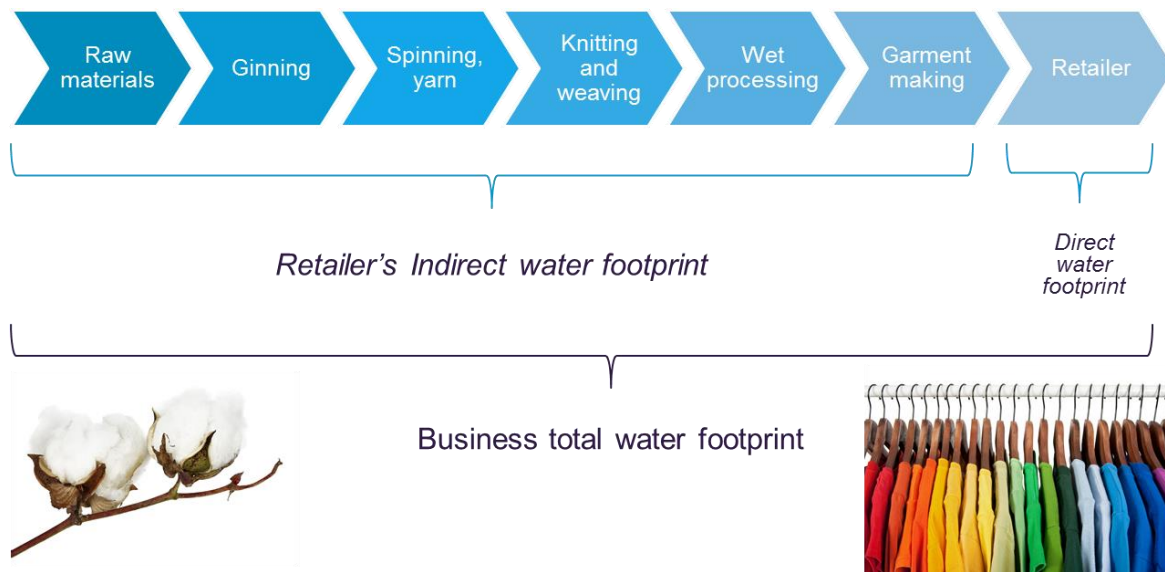 Raw
materials
Ginning
Spinning,
yarn
Knitting
and
weaving
Wet
processing
Garment
making
Retailer
Retailer’s Indirect water footprint
Direct
water
footprint
Business total water footprint